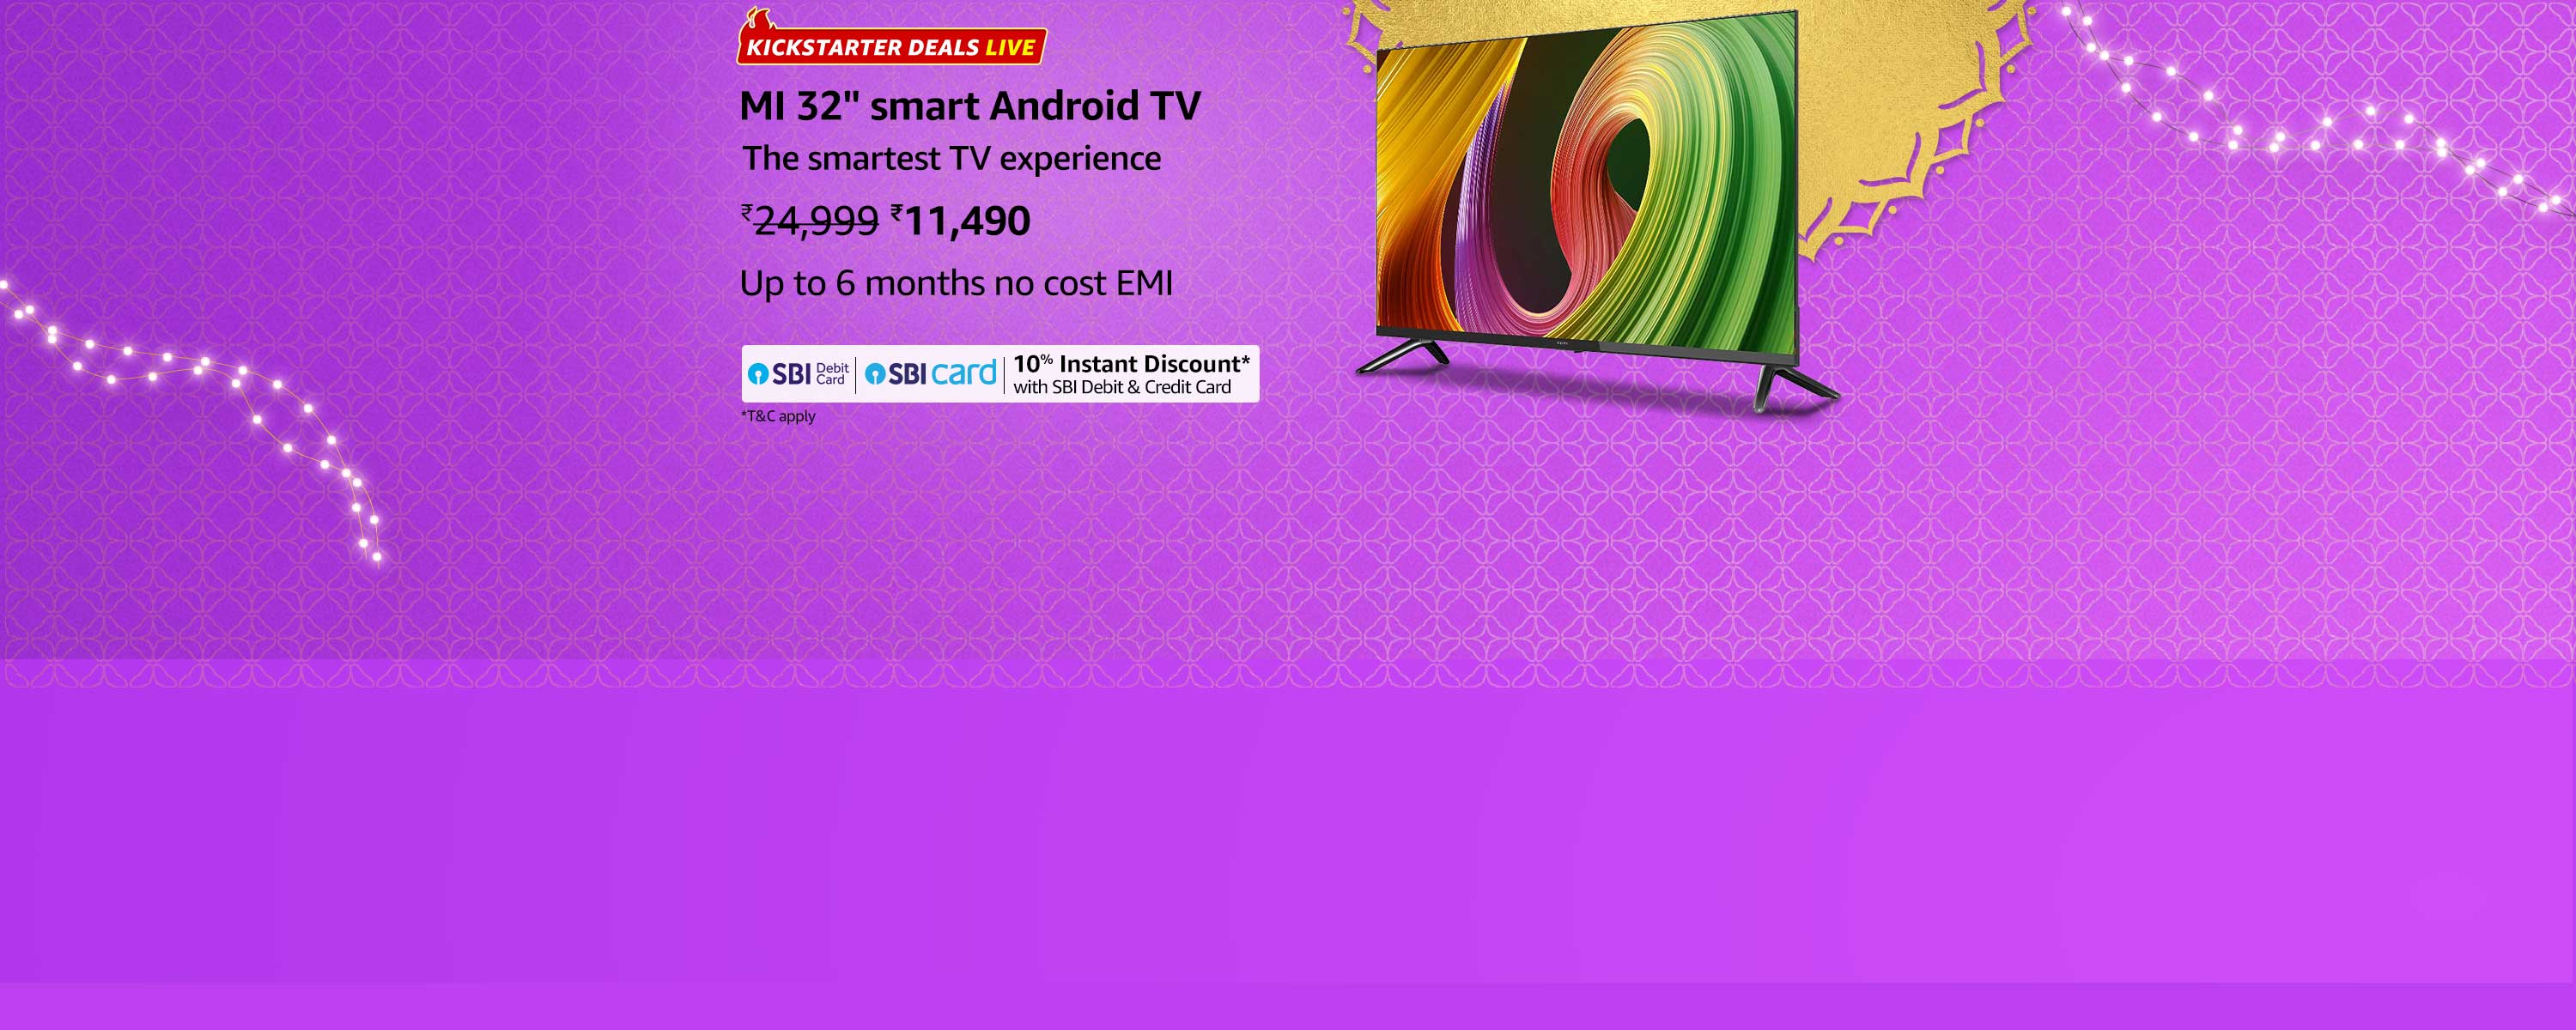 KICKSTARTER DEALS LIVE
MI 32" smart Android TV
The smartest TV experience
₹24,999 ₹11,490
Up to 6 months no cost EMI
SBI Debit Card SBI card 10% Instant Discount*
with SBI Debit & Credit Card
*T&C apply